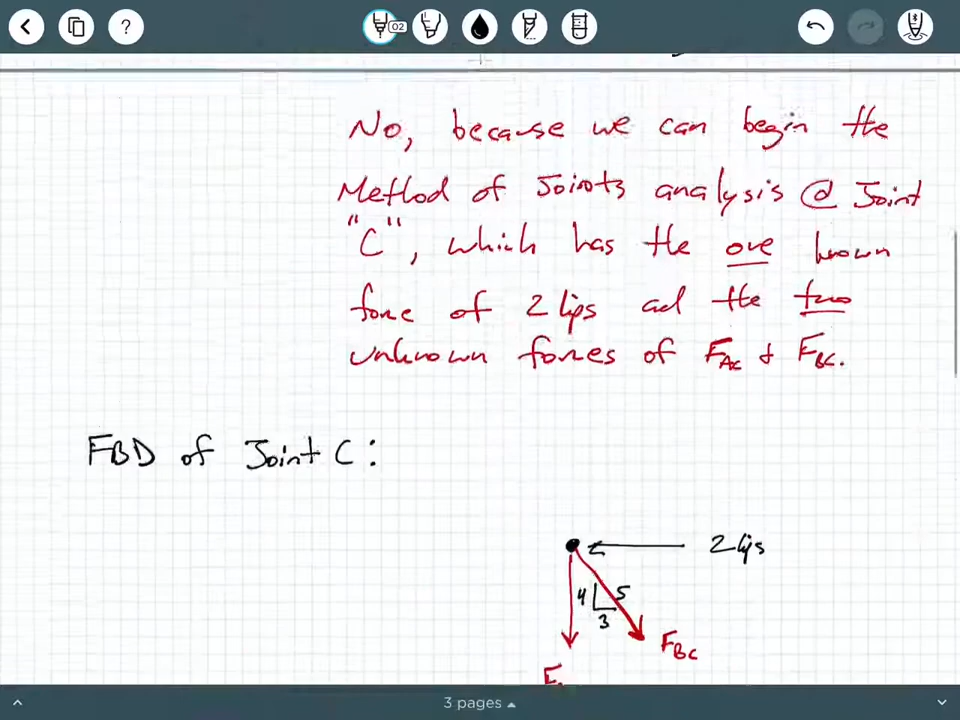 02
No, because we can begin the
Method of Joints analysis @ Joint
"C", which has the one known
force of 2 kips ad the two
unknown forces of FAC + FBC.
FBD of Joint C:
2 kips
4 5
3
FBC
F
3 pages